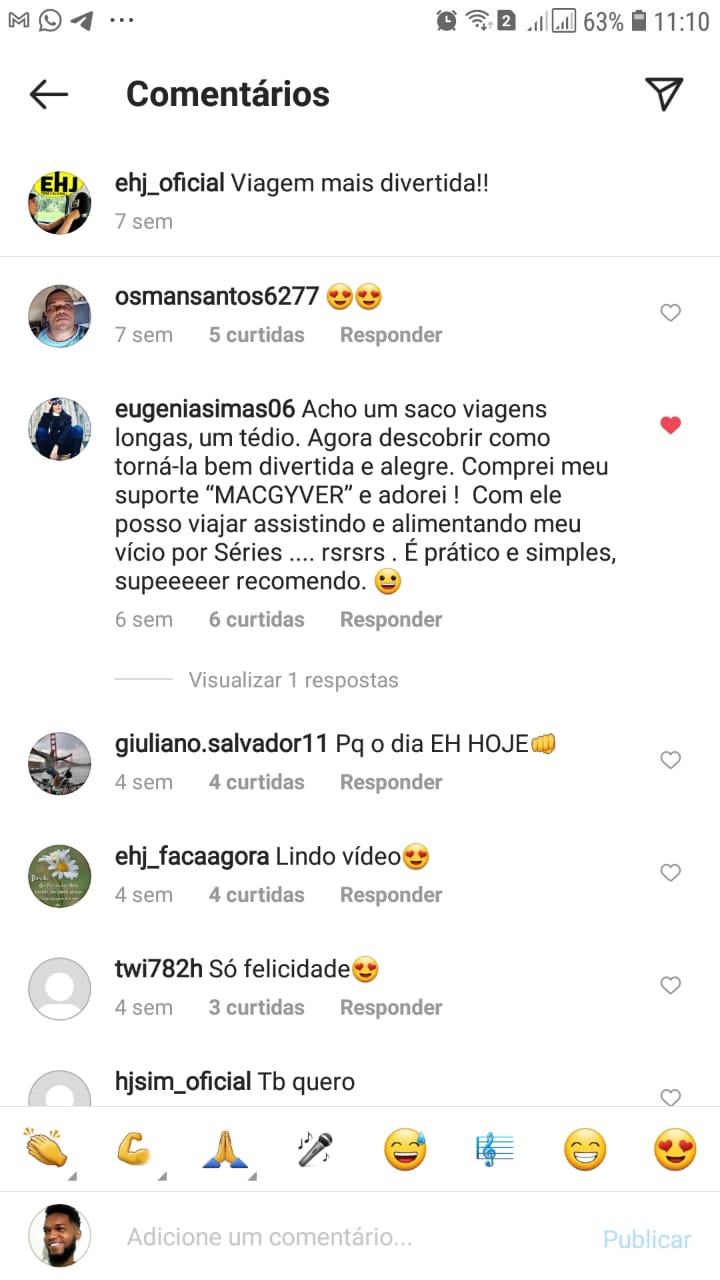 2 63% 11:10
Comentários
EHJ
ehj_oficial Viagem mais divertida!!
7 sem
osmansantos6277 😍😍
7 sem 5 curtidas Responder
eugeniasimas06 Acho um saco viagens
longas, um tédio. Agora descobrir como
torná-la bem divertida e alegre. Comprei meu
suporte “MACGYVER” e adorei ! Com ele
posso viajar assistindo e alimentando meu
vício por Séries .... rsrsrs . É prático e simples,
supeeeeer recomendo. 😀
6 sem 6 curtidas Responder
Visualizar 1 respostas
giuliano.salvador11 Pq o dia EH HOJE👊
4 sem 4 curtidas Responder
ehj_facaagora Lindo vídeo😍
4 sem 4 curtidas Responder
twi782h Só felicidade😍
4 sem 3 curtidas Responder
hjsim_oficial Tb quero
Adicione um comentário... Publicar